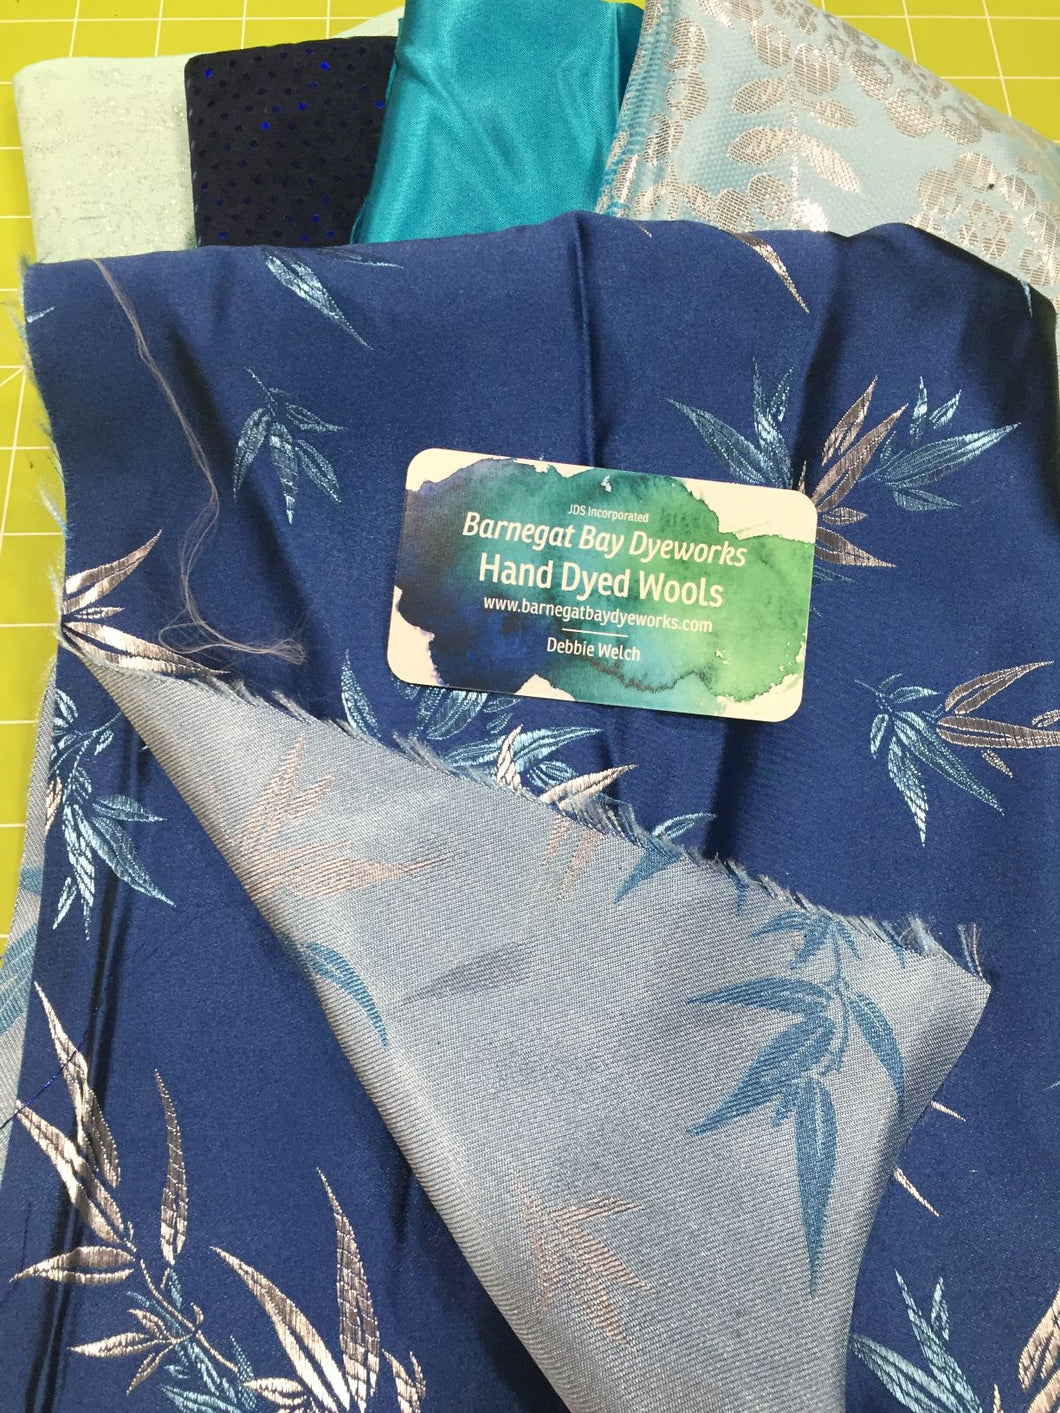 JDS Incorporated
Barnegat Bay Dyeworks
Hand Dyed Wools
www.barnegatbaydyeworks.com
Debbie Welch